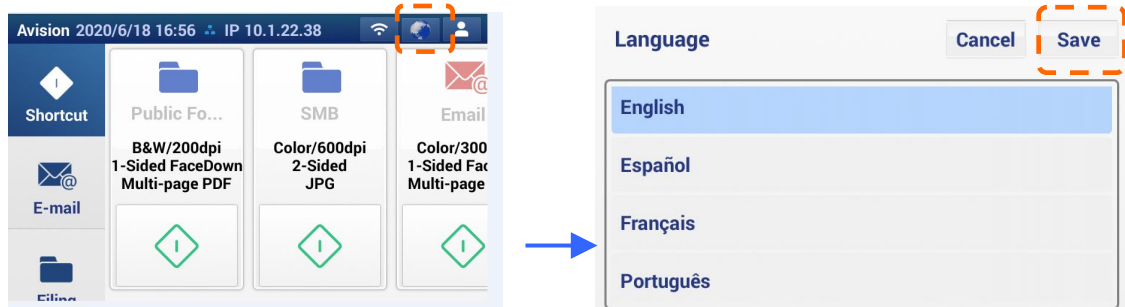 Avision 2020/6/18 16:56 IP 10.1.22.38
Shortcut
E-mail
Filing
Public Fo...
B&W/200dpi
1-Sided FaceDown
Multi-page PDF
SMB
Color/600dpi
2-Sided
JPG
Email
Color/300
1-Sided Fac
Multi-page
Language
Cancel
Save
English
Español
Français
Português